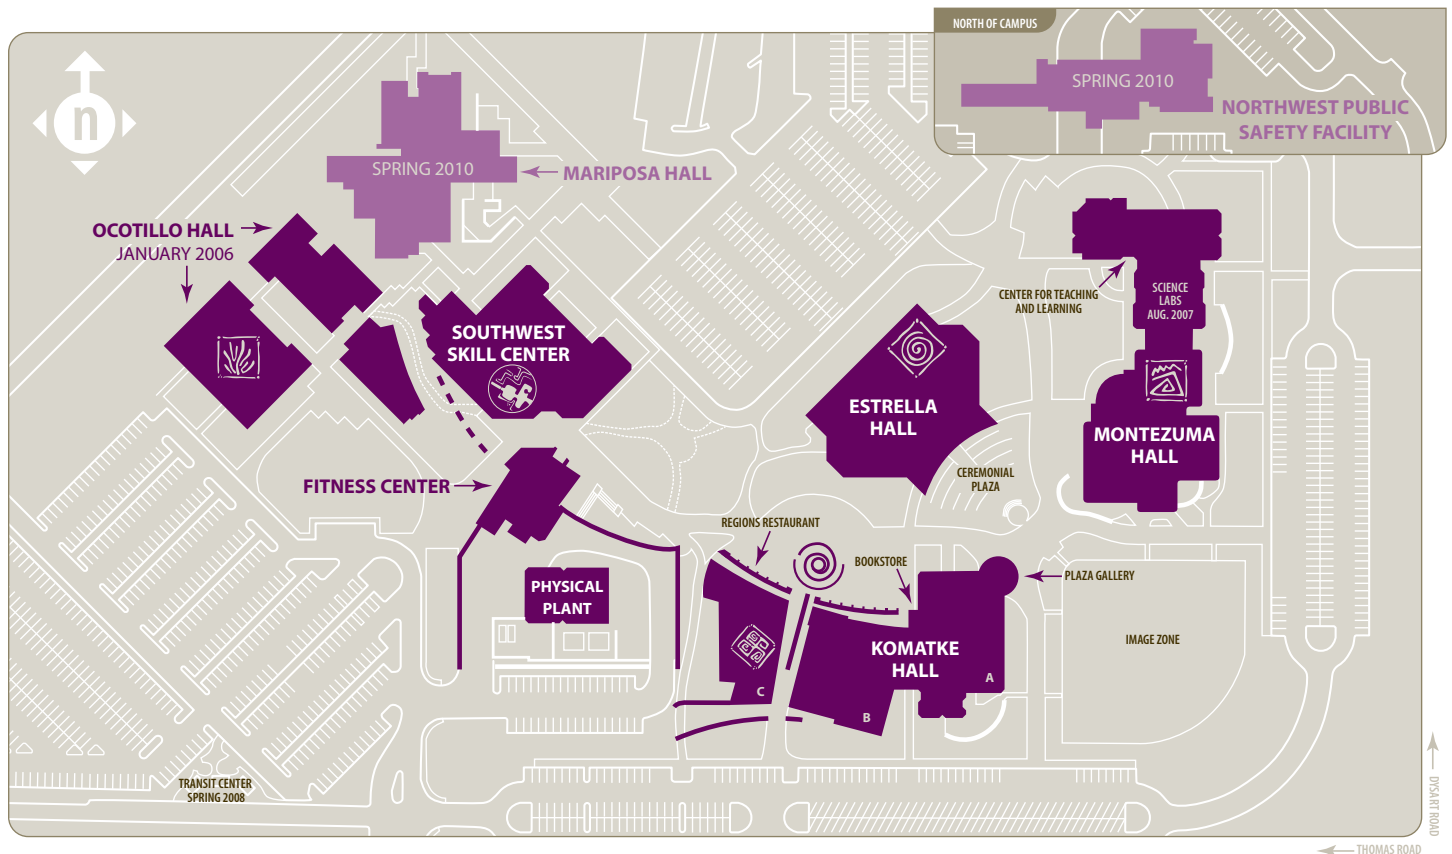 NORTH OF CAMPUS
SPRING 2010
NORTHWEST PUBLIC
SAFETY FACILITY
n
SPRING 2010
MARIPOSA HALL
OCOTILLO HALL
JANUARY 2006
CENTER FOR TEACHING
AND LEARNING
SCIENCE
LABS
AUG. 2007
SOUTHWEST
SKILL CENTER
ESTRELLA
HALL
MONTEZUMA
HALL
CEREMONIAL
PLAZA
FITNESS CENTER
REGIONS RESTAURANT
BOOKSTORE
PLAZA GALLERY
PHYSICAL
PLANT
IMAGE ZONE
KOMATKE
HALL
A
C
B
TRANSIT CENTER
SPRING 2008
DYSART ROAD
THOMAS ROAD